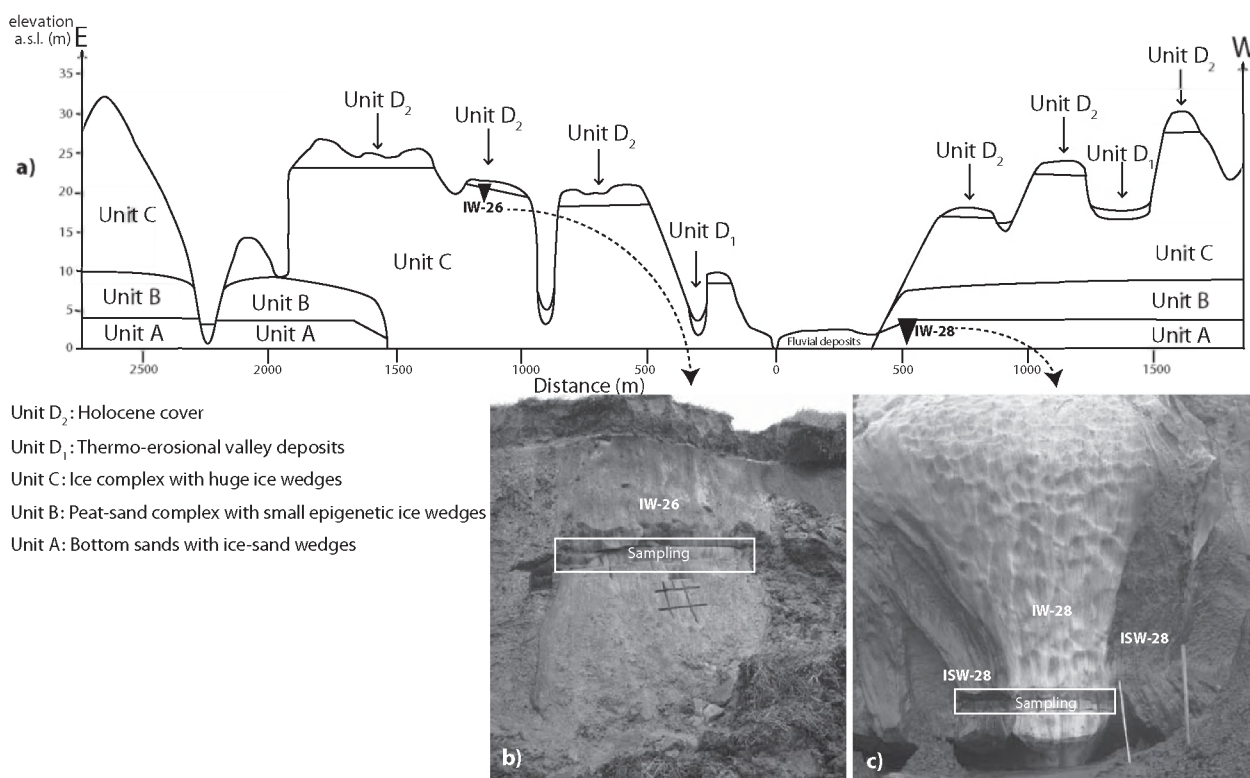 elevation
a.s.l. (m) E
W
35
30
25
20
15
10
5
0
a)
Unit D2
Unit D2
Unit D2
Unit D1
Unit D2
Unit D2
Unit D1
Unit D2
IW-26
Unit C
Unit C
Unit C
Unit B
Unit B
Unit B
Unit A
Unit A
Unit A
Fluvial deposits
IW-28
2500
2000
1500
1000
500
0
500
1000
1500
Distance (m)
Unit D2: Holocene cover
Unit D1: Thermo-erosional valley deposits
Unit C: Ice complex with huge ice wedges
Unit B: Peat-sand complex with small epigenetic ice wedges
Unit A: Bottom sands with ice-sand wedges
IW-26
Sampling
b)
IW-28
ISW-28
ISW-28
Sampling
c)